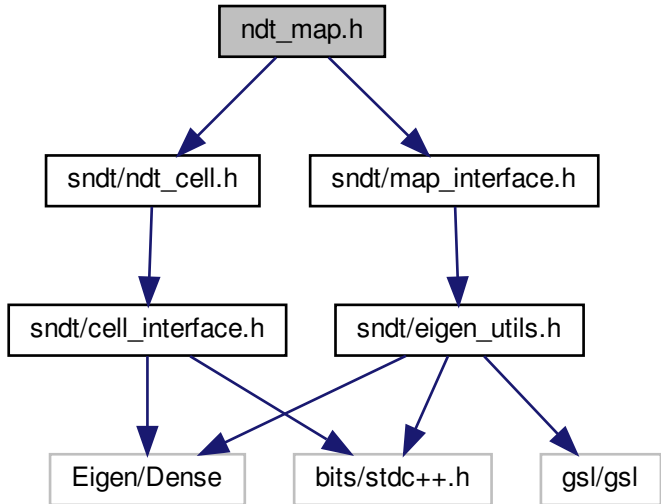 ndt_map.h
sndt/ndt_cell.h
sndt/map_interface.h
sndt/cell_interface.h
sndt/eigen_utils.h
Eigen/Dense
bits/stdc++.h
gsl/gsl